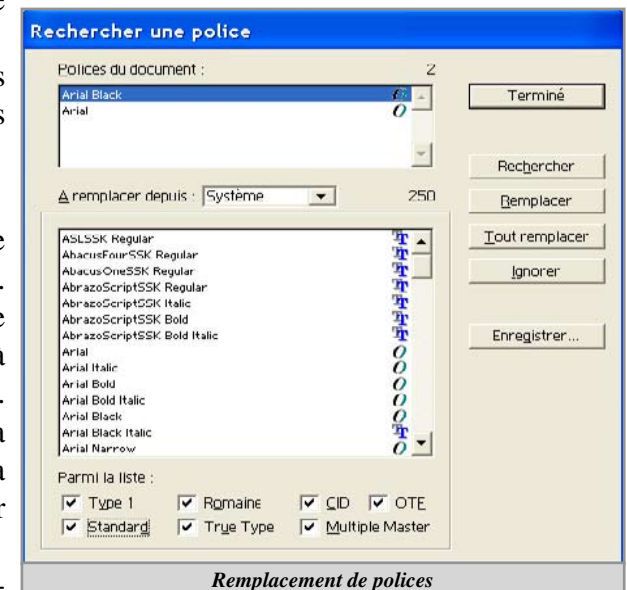 Rechercher une police
Polices du document : 2
Arial Black
Arial
A remplacer depuis : Système 250
ASLSSK Regular
AbacusFourSSK Regular
AbacusOneSSK Regular
AbrazoScriptSSK Regular
AbrazoScriptSSK Italic
AbrazoScriptSSK Bold
AbrazoScriptSSK Bold Italic
Arial
Arial Italic
Arial Bold
Arial Bold Italic
Arial Black
Arial Black Italic
Arial Narrow
Parmi la liste :
Type 1 Romaine CID OTF
Standard True Type Multiple Master
Terminé
Rechercher
Remplacer
Tout remplacer
Ignorer
Enregistrer...
Remplacement de polices